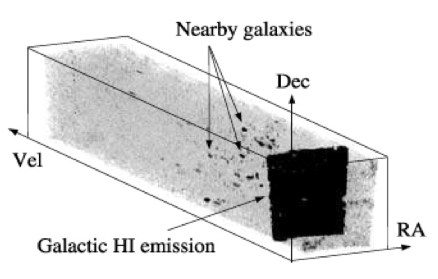 Nearby galaxies
Dec
Vel
RA
Galactic HI emission